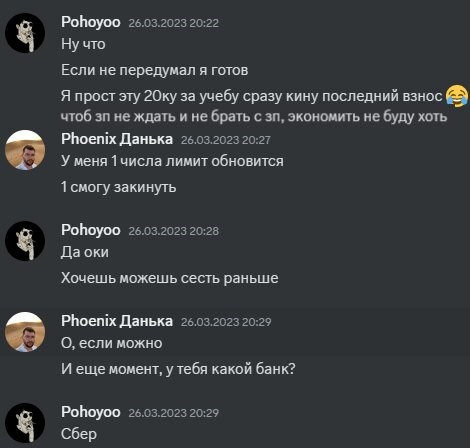 Pohoyoo 26.03.2023 20:22
Ну что
Если не передумал я готов
Я прост эту 20ку за учебу сразу кину последний взнос 😂
чтоб зп не ждать и не брать с зп, экономить не буду хоть
Phoenix Данька 26.03.2023 20:27
У меня 1 числа лимит обновится
1 смогу закинуть
Pohoyoo 26.03.2023 20:28
Да оки
Хочешь можешь сесть раньше
Phoenix Данька 26.03.2023 20:29
О, если можно
И еще момент, у тебя какой банк?
Pohoyoo 26.03.2023 20:29
Сбер